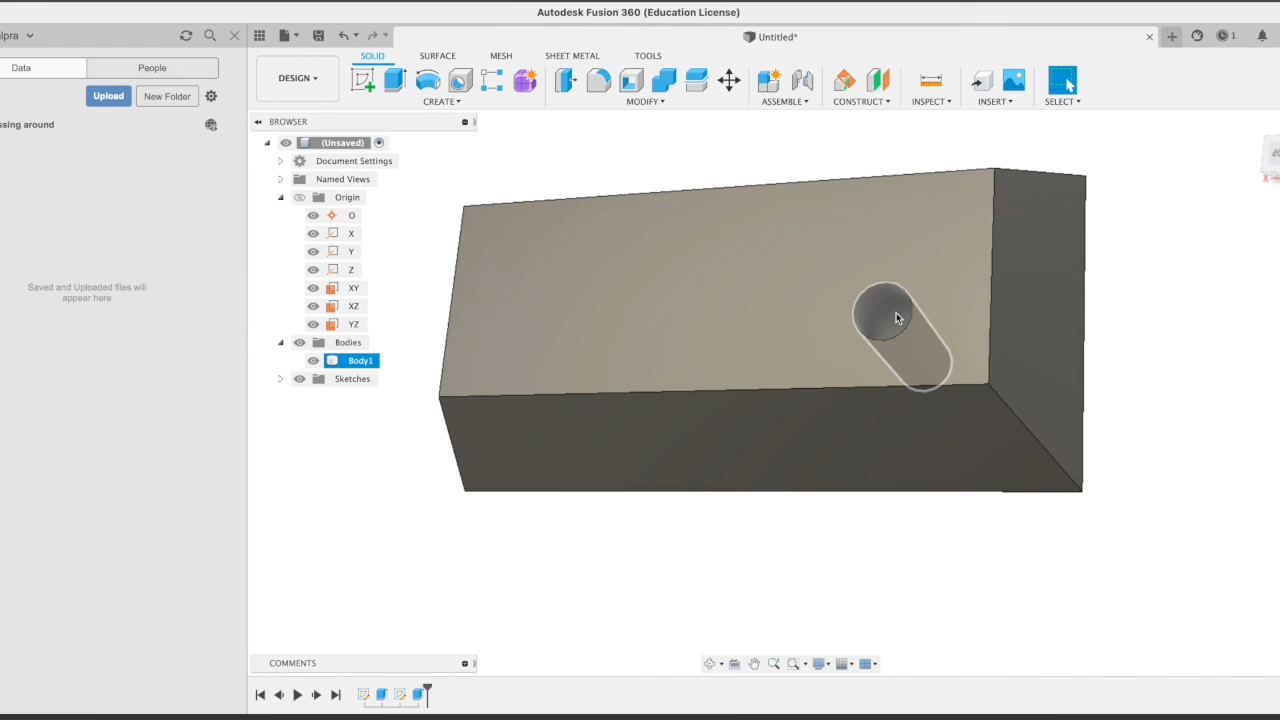 Autodesk Fusion 360 (Education License)
lpra
Untitled*
1
Data
People
Upload
New Folder
ssing around
Saved and Uploaded files will
appear here
SOLID
SURFACE
MESH
SHEET METAL
TOOLS
DESIGN
CREATE
MODIFY
ASSEMBLE
CONSTRUCT
INSPECT
INSERT
SELECT
BROWSER
(Unsaved)
Document Settings
Named Views
Origin
O
X
Y
Z
XY
XZ
YZ
Bodies
Body1
Sketches
X
COMMENTS